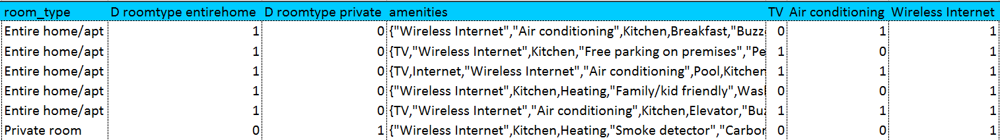 room_type D roomtype entirehome D roomtype private amenities TV Air conditioning Wireless Internet
Entire home/apt 1 0 {"Wireless Internet","Air conditioning",Kitchen,Breakfast,"Buzz 0 1 1
Entire home/apt 1 0 {TV,"Wireless Internet",Kitchen,"Free parking on premises","Pe 1 0 1
Entire home/apt 1 0 {TV,Internet,"Wireless Internet","Air conditioning",Pool,Kitchen 1 1 1
Entire home/apt 1 0 {"Wireless Internet",Kitchen,Heating,"Family/kid friendly",Wash 0 0 1
Entire home/apt 1 0 {TV,"Wireless Internet","Air conditioning",Kitchen,Elevator,"Buz 1 1 1
Private room 0 1 {"Wireless Internet",Kitchen,Heating,"Smoke detector","Carbor 0 0 1